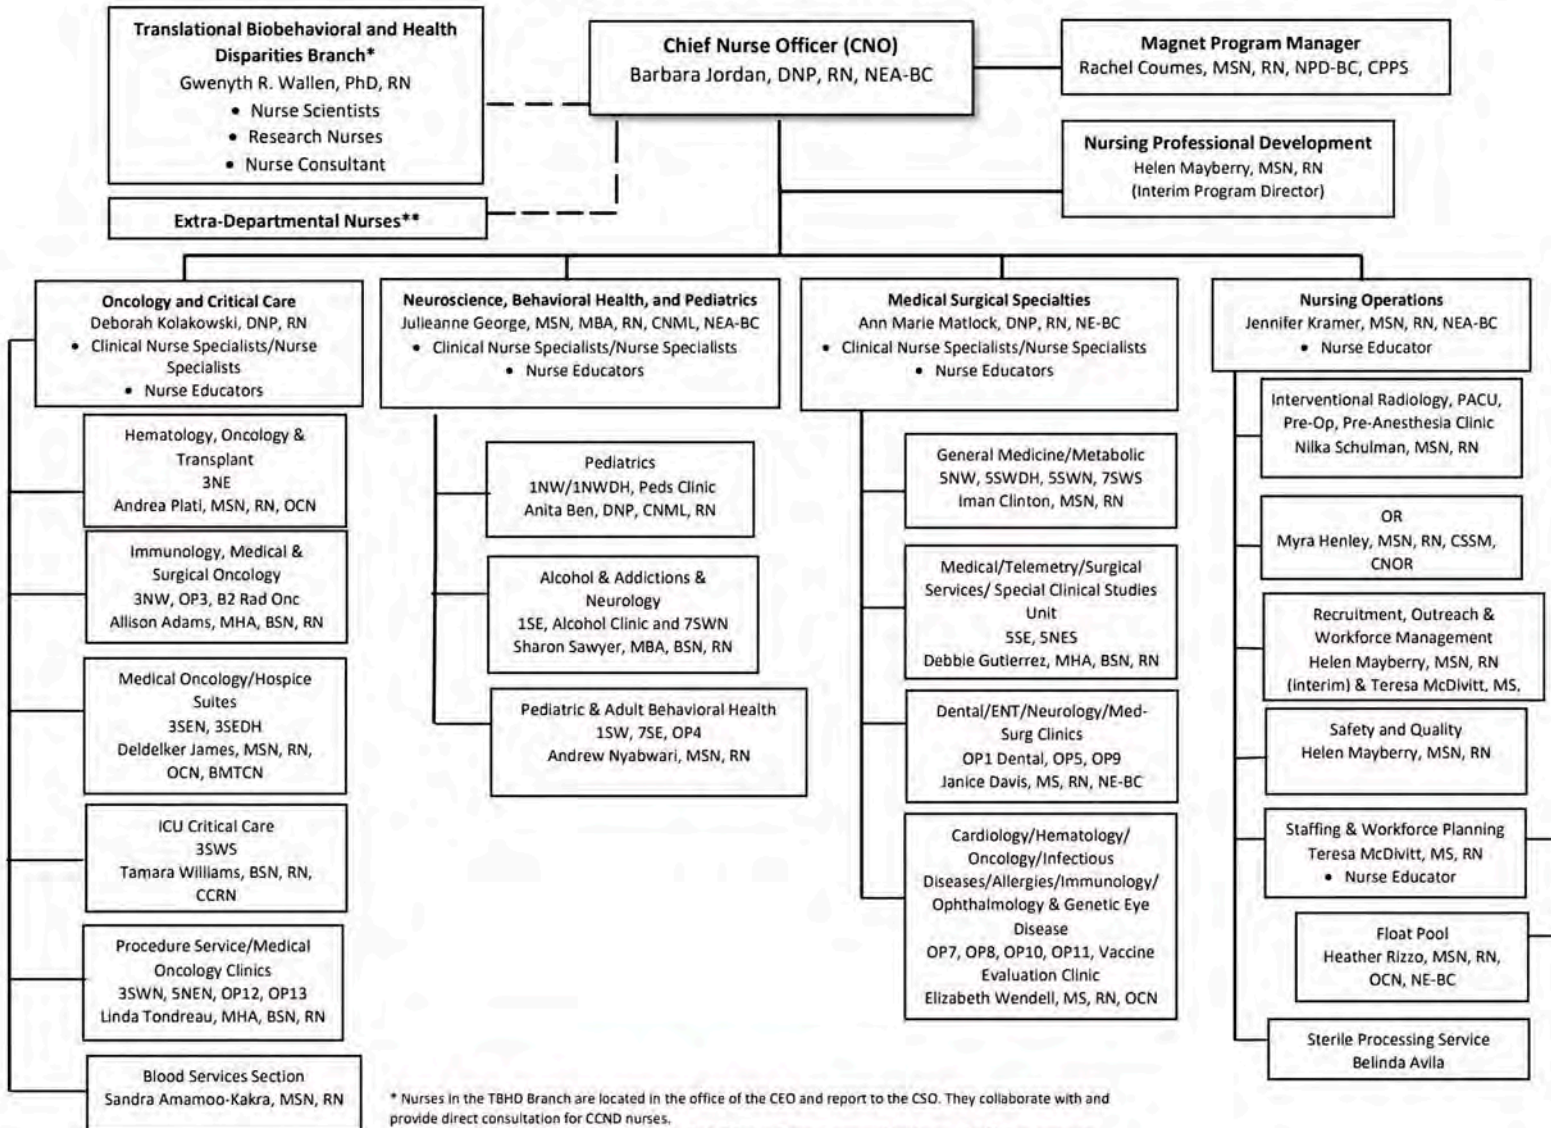 Translational Biobehavioral and Health
Disparities Branch*
Gwenyth R. Wallen, PhD, RN
• Nurse Scientists
• Research Nurses
• Nurse Consultant
Extra-Departmental Nurses**
Chief Nurse Officer (CNO)
Barbara Jordan, DNP, RN, NEA-BC
Magnet Program Manager
Rachel Coumes, MSN, RN, NPD-BC, CPPS
Nursing Professional Development
Helen Mayberry, MSN, RN
(Interim Program Director)
Oncology and Critical Care
Deborah Kolakowski, DNP, RN
• Clinical Nurse Specialists/Nurse
Specialists
• Nurse Educators
Hematology, Oncology &
Transplant
3NE
Andrea Plati, MSN, RN, OCN
Immunology, Medical &
Surgical Oncology
3NW, OP3, B2 Rad Onc
Allison Adams, MHA, BSN, RN
Medical Oncology/Hospice
Suites
3SEN, 3SEDH
Deldelker James, MSN, RN,
OCN, BMTCN
ICU Critical Care
3SWS
Tamara Williams, BSN, RN,
CCRN
Procedure Service/Medical
Oncology Clinics
3SWN, 5NEN, OP12, OP13
Linda Tondreau, MHA, BSN, RN
Blood Services Section
Sandra Amamoo-Kakra, MSN, RN
Neuroscience, Behavioral Health, and Pediatrics
Julieanne George, MSN, MBA, RN, CNML, NEA-BC
• Clinical Nurse Specialists/Nurse Specialists
• Nurse Educators
Pediatrics
1NW/1NWDH, Peds Clinic
Anita Ben, DNP, CNML, RN
Alcohol & Addictions &
Neurology
1SE, Alcohol Clinic and 7SWN
Sharon Sawyer, MBA, BSN, RN
Pediatric & Adult Behavioral Health
1SW, 7SE, OP4
Andrew Nyabwari, MSN, RN
Medical Surgical Specialties
Ann Marie Matlock, DNP, RN, NE-BC
• Clinical Nurse Specialists/Nurse Specialists
• Nurse Educators
General Medicine/Metabolic
5NW, 5SWDH, 5SWN, 7SWS
Iman Clinton, MSN, RN
Medical/Telemetry/Surgical
Services/ Special Clinical Studies
Unit
5SE, 5NES
Debbie Gutierrez, MHA, BSN, RN
Dental/ENT/Neurology/Med-
Surg Clinics
OP1 Dental, OP5, OP9
Janice Davis, MS, RN, NE-BC
Cardiology/Hematology/
Oncology/Infectious
Diseases/Allergies/Immunology/
Ophthalmology & Genetic Eye
Disease
OP7, OP8, OP10, OP11, Vaccine
Evaluation Clinic
Elizabeth Wendell, MS, RN, OCN
Nursing Operations
Jennifer Kramer, MSN, RN, NEA-BC
• Nurse Educator
Interventional Radiology, PACU,
Pre-Op, Pre-Anesthesia Clinic
Nilka Schulman, MSN, RN
OR
Myra Henley, MSN, RN, CSSM,
CNOR
Recruitment, Outreach &
Workforce Management
Helen Mayberry, MSN, RN
(interim) & Teresa McDivitt, MS,
Safety and Quality
Helen Mayberry, MSN, RN
Staffing & Workforce Planning
Teresa McDivitt, MS, RN
• Nurse Educator
Float Pool
Heather Rizzo, MSN, RN,
OCN, NE-BC
Sterile Processing Service
Belinda Avila
* Nurses in the TBHD Branch are located in the office of the CEO and report to the CSO. They collaborate with and
provide direct consultation for CCND nurses.